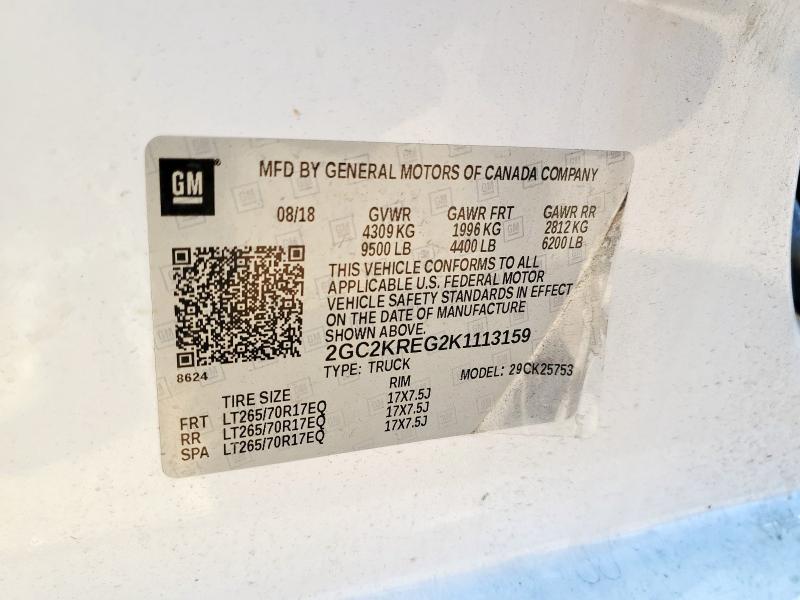 GM
MFD BY GENERAL MOTORS OF CANADA COMPANY
08/18 GVWR GAWR FRT GAWR RR
4309 KG 1996 KG 2812 KG
9500 LB 4400 LB 6200 LB
THIS VEHICLE CONFORMS TO ALL
APPLICABLE U.S. FEDERAL MOTOR
VEHICLE SAFETY STANDARDS IN EFFECT
ON THE DATE OF MANUFACTURE
SHOWN ABOVE.
2GC2KREG2K1113159
8624
TYPE: TRUCK MODEL: 29CK25753
TIRE SIZE RIM
FRT LT265/70R17EQ 17X7.5J
RR LT265/70R17EQ 17X7.5J
SPA LT265/70R17EQ 17X7.5J